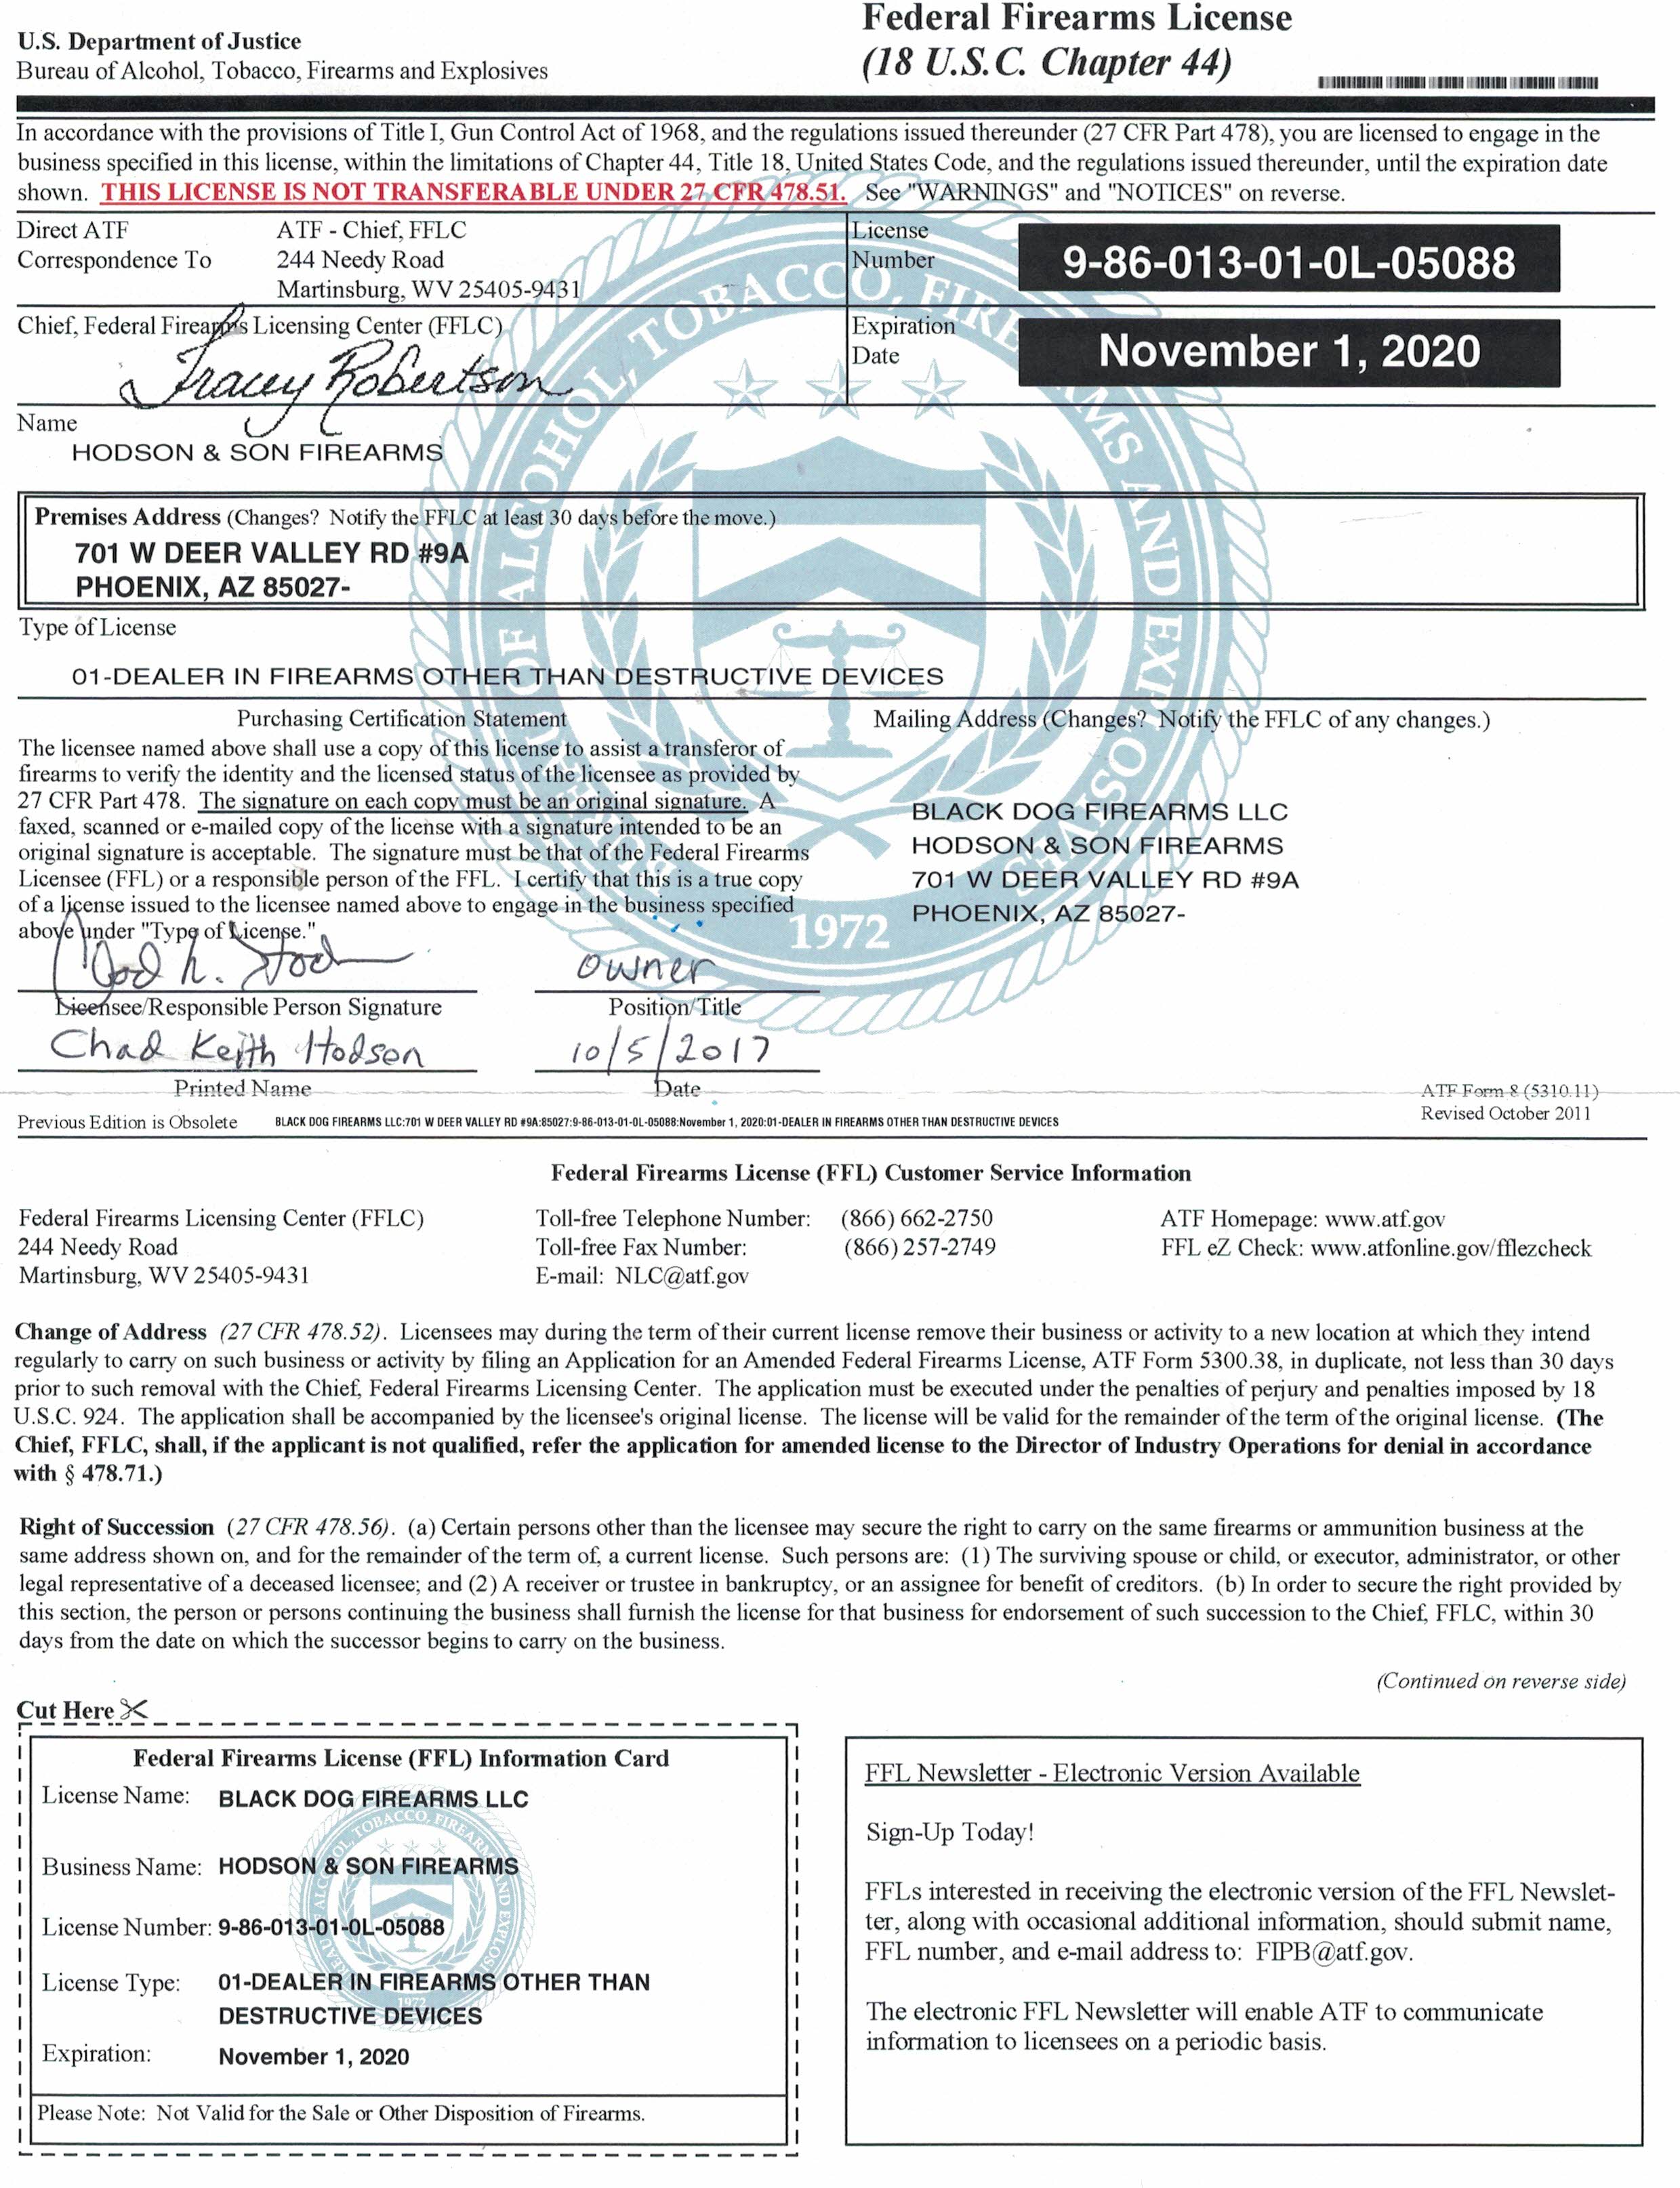 Federal Firearms License
(18 U.S.C. Chapter 44)
U.S. Department of Justice
Bureau of Alcohol, Tobacco, Firearms and Explosives
In accordance with the provisions of Title I, Gun Control Act of 1968, and the regulations issued thereunder (27 CFR Part 478), you are licensed to engage in the
business specified in this license, within the limitations of Chapter 44, Title 18, United States Code, and the regulations issued thereunder, until the expiration date
shown. THIS LICENSE IS NOT TRANSFERABLE UNDER 27 CFR 478.51. See "WARNINGS" and "NOTICES" on reverse.
Direct ATF
Correspondence To
ATF - Chief, FFLC
244 Needy Road
Martinsburg, WV 25405-9431
License
Number
9-86-013-01-0L-05088
Chief, Federal Firearms Licensing Center (FFLC)
Tracey Robertson
Expiration
Date
November 1, 2020
Name
HODSON & SON FIREARMS
Premises Address (Changes? Notify the FFLC at least 30 days before the move.)
701 W DEER VALLEY RD #9A
PHOENIX, AZ 85027-
Type of License
01-DEALER IN FIREARMS OTHER THAN DESTRUCTIVE DEVICES
Purchasing Certification Statement
The licensee named above shall use a copy of this license to assist a transferor of
firearms to verify the identity and the licensed status of the licensee as provided by
27 CFR Part 478. The signature on each copy must be an original signature. A
faxed, scanned or e-mailed copy of the license with a signature intended to be an
original signature is acceptable. The signature must be that of the Federal Firearms
Licensee (FFL) or a responsible person of the FFL. I certify that this is a true copy
of a license issued to the licensee named above to engage in the business specified
above under "Type of License."
Mailing Address (Changes? Notify the FFLC of any changes.)
BLACK DOG FIREARMS LLC
HODSON & SON FIREARMS
701 W DEER VALLEY RD #9A
PHOENIX, AZ 85027-
BUREAU OF ALCOHOL, TOBACCO, FIREARMS AND EXPLOSIVES
1972
Owner
Licensee/Responsible Person Signature
Position/Title
Chad Keith Hodson
10/5/2017
Printed Name
Date
ATF Form 8 (5310.11)
Revised October 2011
Previous Edition is Obsolete
BLACK DOG FIREARMS LLC:701 W DEER VALLEY RD #9A:85027:9-86-013-01-0L-05088:November 1, 2020:01-DEALER IN FIREARMS OTHER THAN DESTRUCTIVE DEVICES
Federal Firearms License (FFL) Customer Service Information
Federal Firearms Licensing Center (FFLC)
244 Needy Road
Martinsburg, WV 25405-9431
Toll-free Telephone Number: (866) 662-2750
Toll-free Fax Number: (866) 257-2749
E-mail: NLC@atf.gov
ATF Homepage: www.atf.gov
FFL eZ Check: www.atfonline.gov/fflezcheck
Change of Address (27 CFR 478.52). Licensees may during the term of their current license remove their business or activity to a new location at which they intend
regularly to carry on such business or activity by filing an Application for an Amended Federal Firearms License, ATF Form 5300.38, in duplicate, not less than 30 days
prior to such removal with the Chief, Federal Firearms Licensing Center. The application must be executed under the penalties of perjury and penalties imposed by 18
U.S.C. 924. The application shall be accompanied by the licensee's original license. The license will be valid for the remainder of the term of the original license. (The
Chief, FFLC, shall, if the applicant is not qualified, refer the application for amended license to the Director of Industry Operations for denial in accordance
with § 478.71.)
Right of Succession (27 CFR 478.56). (a) Certain persons other than the licensee may secure the right to carry on the same firearms or ammunition business at the
same address shown on, and for the remainder of the term of, a current license. Such persons are: (1) The surviving spouse or child, or executor, administrator, or other
legal representative of a deceased licensee; and (2) A receiver or trustee in bankruptcy, or an assignee for benefit of creditors. (b) In order to secure the right provided by
this section, the person or persons continuing the business shall furnish the license for that business for endorsement of such succession to the Chief, FFLC, within 30
days from the date on which the successor begins to carry on the business.
(Continued on reverse side)
Cut Here
Federal Firearms License (FFL) Information Card
License Name: BLACK DOG FIREARMS LLC
Business Name: HODSON & SON FIREARMS
License Number: 9-86-013-01-0L-05088
License Type: 01-DEALER IN FIREARMS OTHER THAN
DESTRUCTIVE DEVICES
Expiration: November 1, 2020
Please Note: Not Valid for the Sale or Other Disposition of Firearms.
FFL Newsletter - Electronic Version Available
Sign-Up Today!
FFLs interested in receiving the electronic version of the FFL Newslet-
ter, along with occasional additional information, should submit name,
FFL number, and e-mail address to: FIPB@atf.gov.
The electronic FFL Newsletter will enable ATF to communicate
information to licensees on a periodic basis.